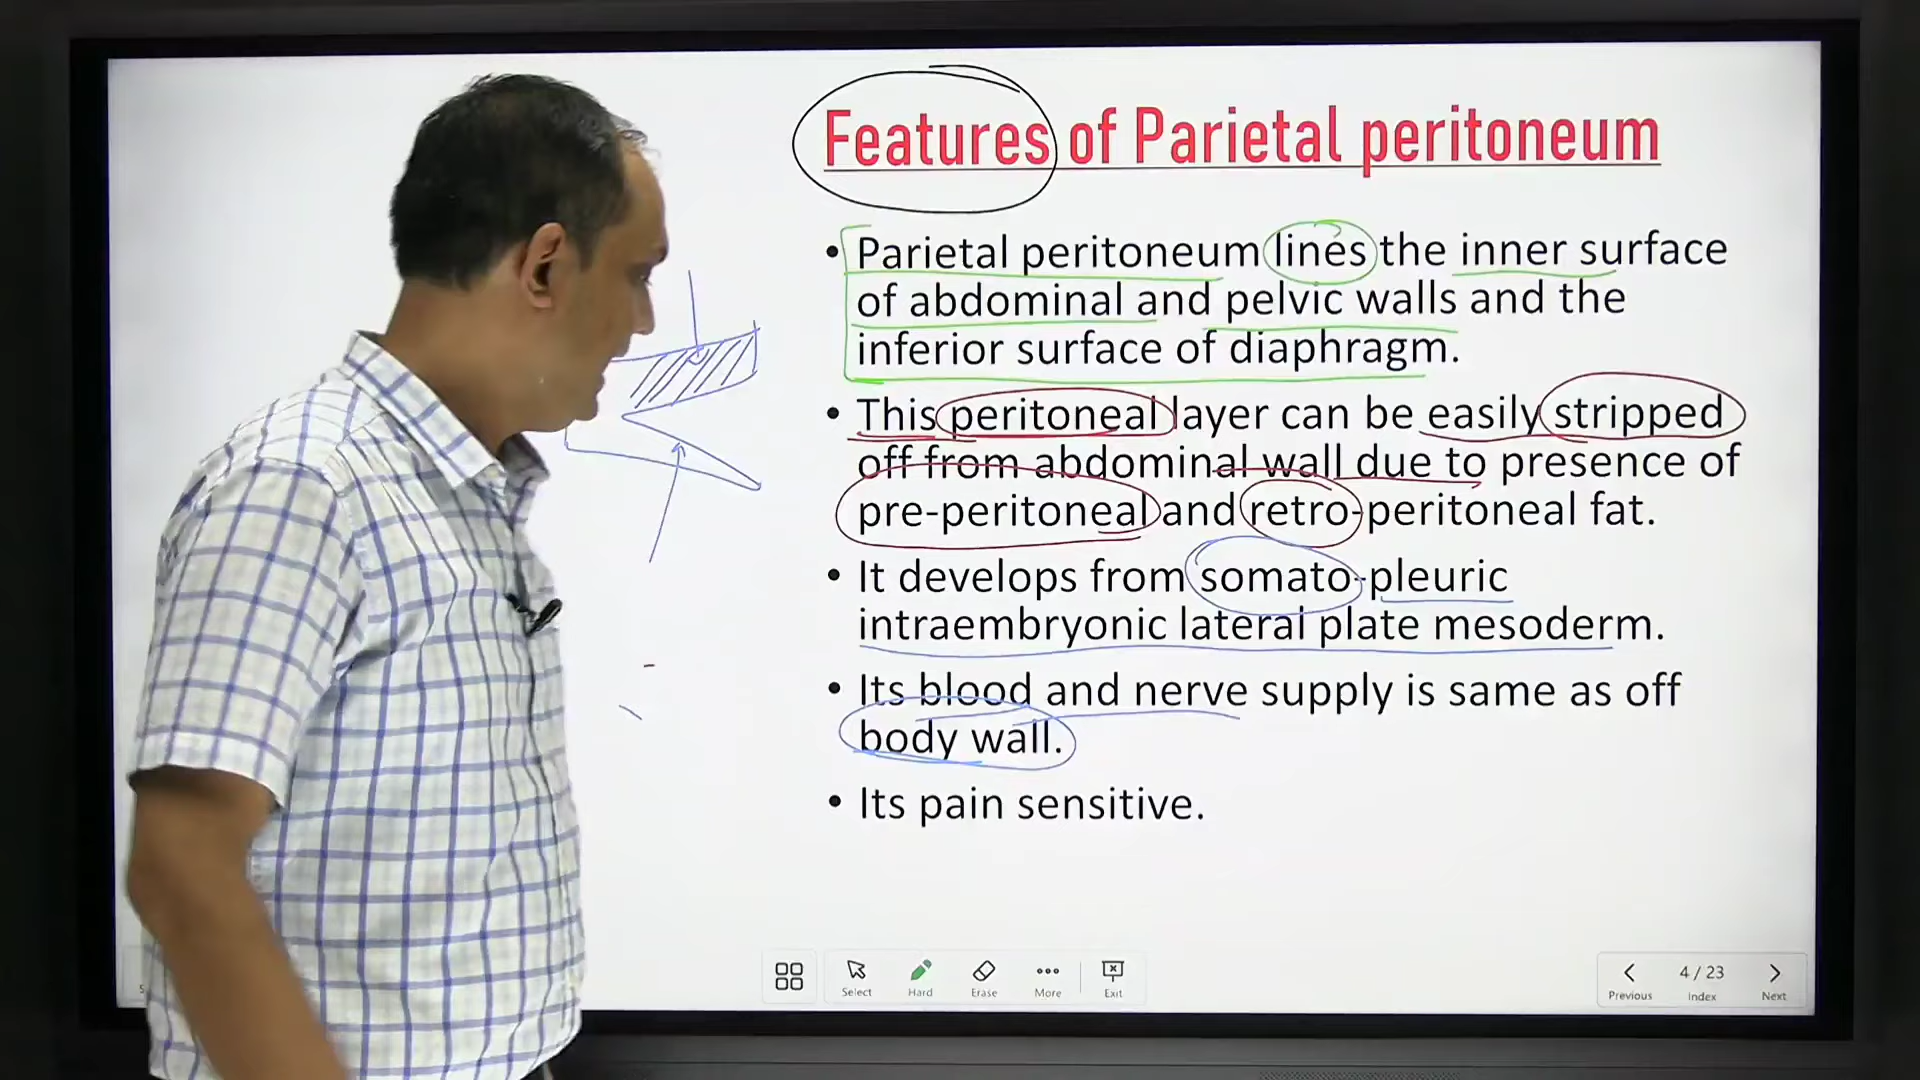 Features of Parietal peritoneum
• Parietal peritoneum lines the inner surface
of abdominal and pelvic walls and the
inferior surface of diaphragm.
• This peritoneal layer can be easily stripped
off from abdominal wall due to presence of
pre-peritoneal and retro-peritoneal fat.
• It develops from somato-pleuric
intraembryonic lateral plate mesoderm.
• Its blood and nerve supply is same as off
body wall.
• Its pain sensitive.
Select Hard Erase More Exit
4 / 23
Previous Index Next